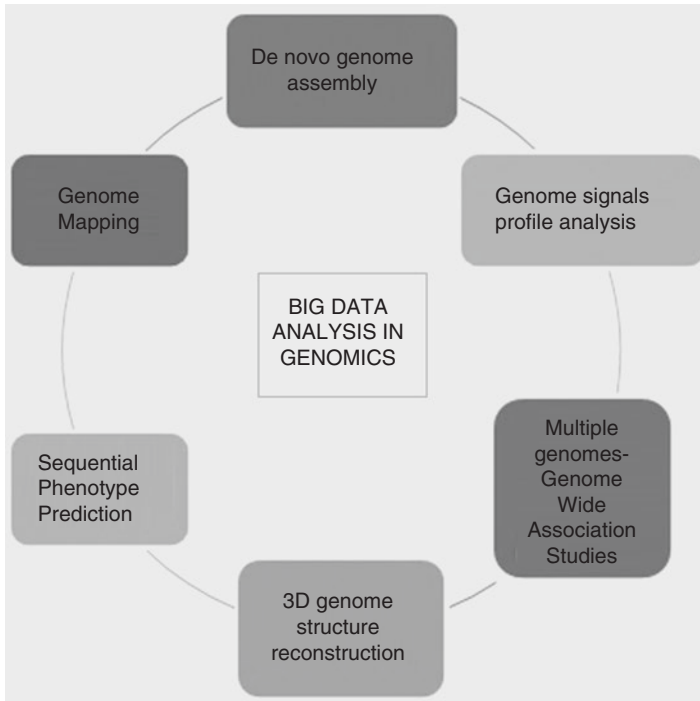 De novo genome
assembly
Genome
Mapping
Genome signals
profile analysis
BIG DATA
ANALYSIS IN
GENOMICS
Multiple
genomes-
Genome
Wide
Association
Studies
Sequential
Phenotype
Prediction
3D genome
structure
reconstruction